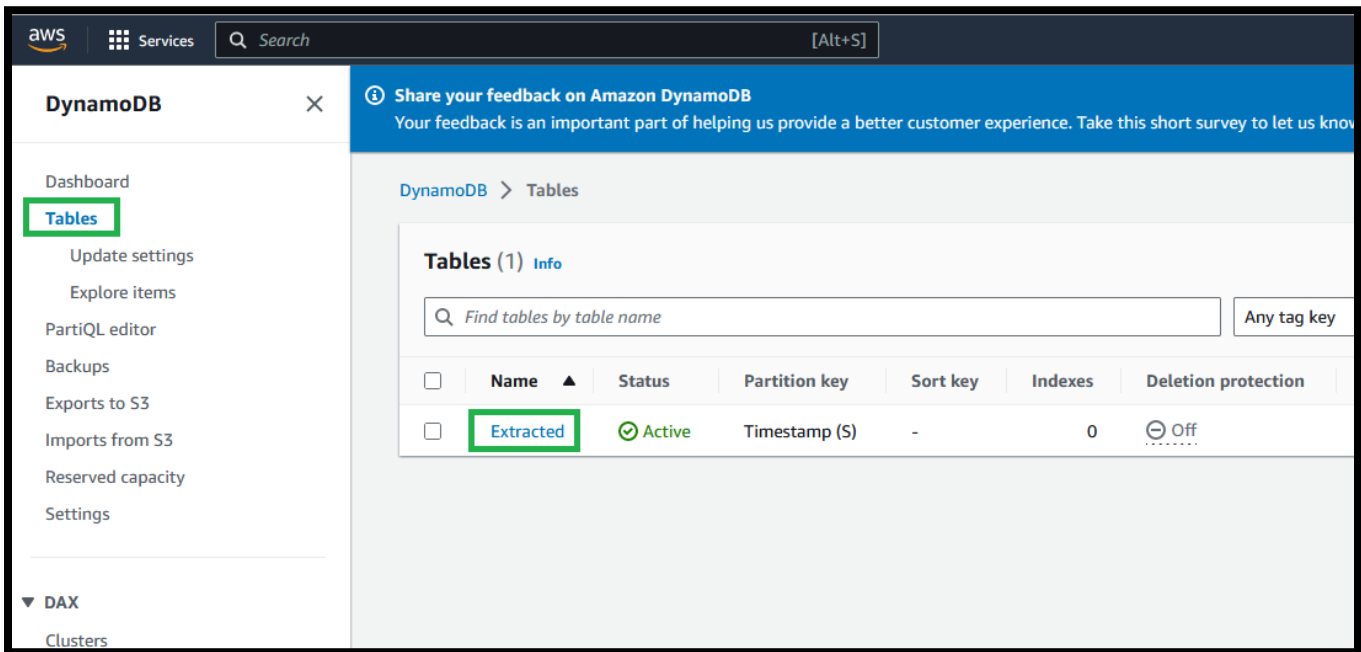 aws Services Search [Alt+S]
DynamoDB
Dashboard
Tables
Update settings
Explore items
PartiQL editor
Backups
Exports to S3
Imports from S3
Reserved capacity
Settings
DAX
Clusters
Share your feedback on Amazon DynamoDB
Your feedback is an important part of helping us provide a better customer experience. Take this short survey to let us know
DynamoDB > Tables
Tables (1) Info
Find tables by table name Any tag key
Name Status Partition key Sort key Indexes Deletion protection
Extracted Active Timestamp (S) - 0 Off